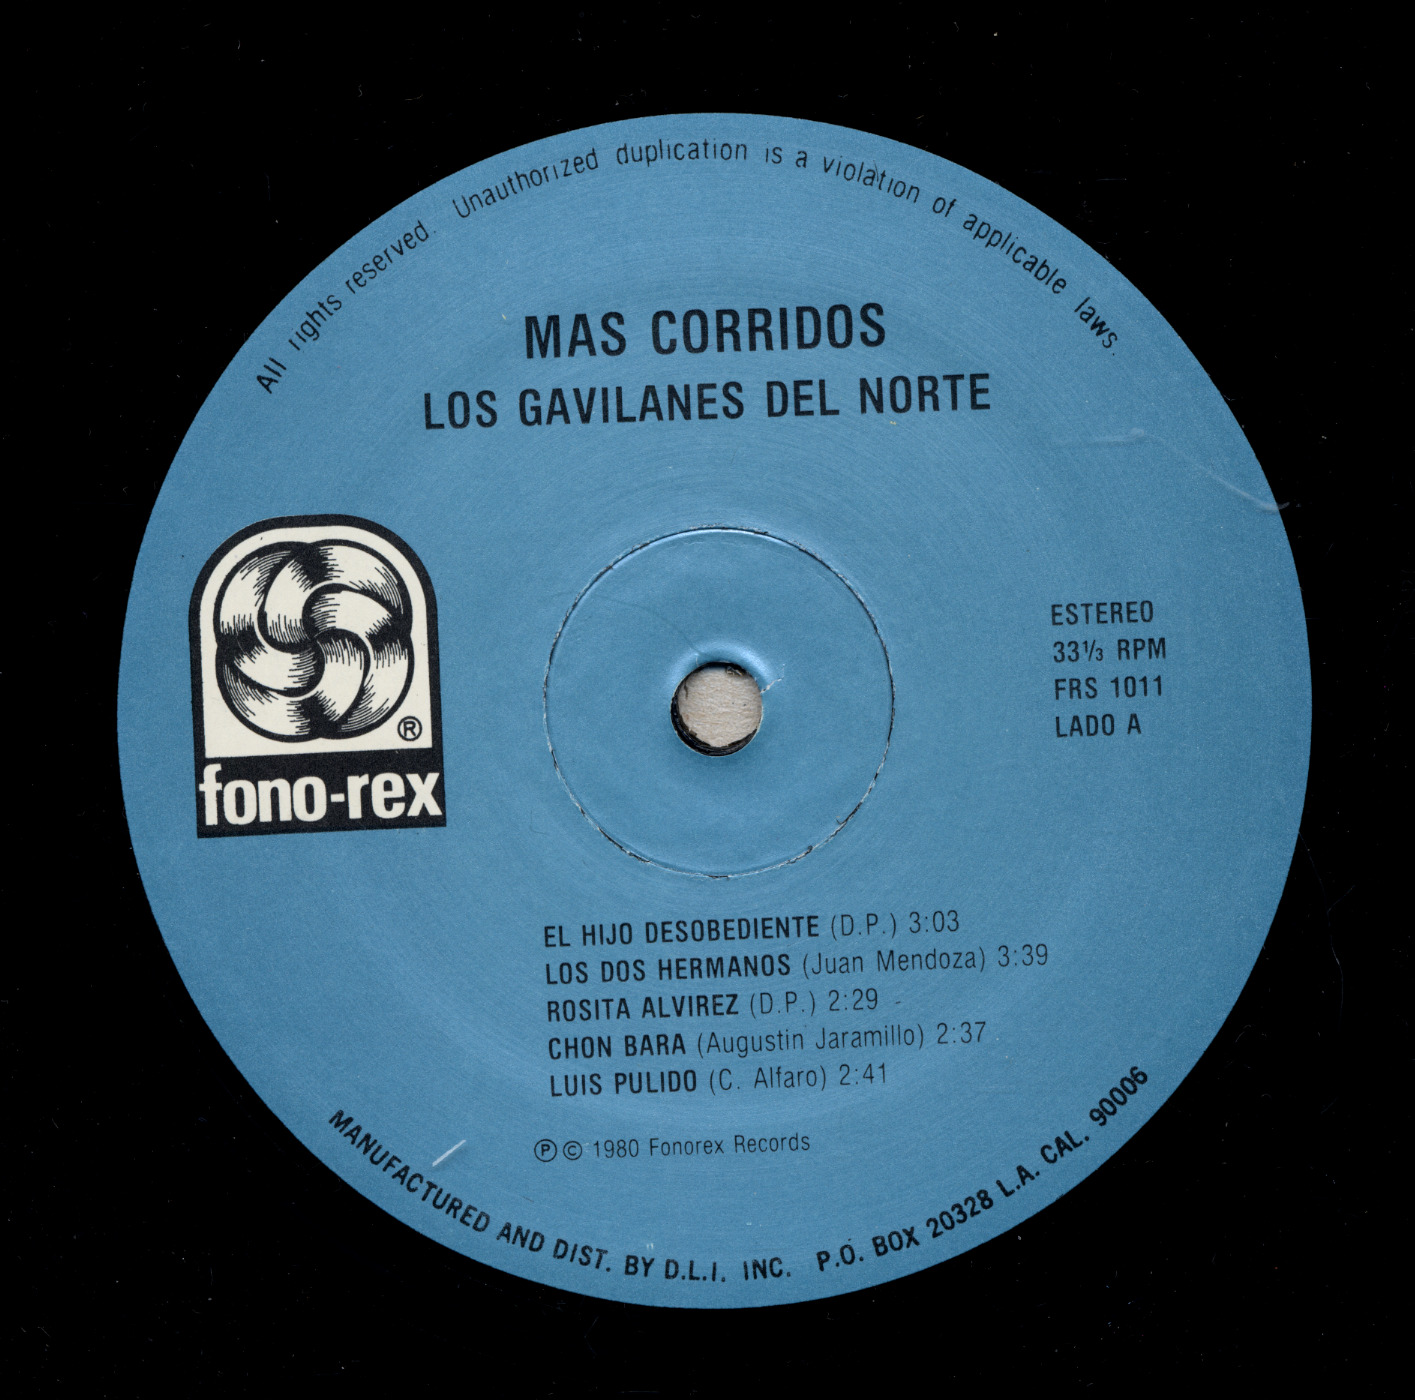 All rights reserved. Unauthorized duplication is a violation of applicable laws.
MAS CORRIDOS
LOS GAVILANES DEL NORTE
®
fono-rex
ESTEREO
33⅓ RPM
FRS 1011
LADO A
EL HIJO DESOBEDIENTE (D.P.) 3:03
LOS DOS HERMANOS (Juan Mendoza) 3:39
ROSITA ALVIREZ (D.P.) 2:29
CHON BARA (Augustin Jaramillo) 2:37
LUIS PULIDO (C. Alfaro) 2:41
℗ © 1980 Fonorex Records
MANUFACTURED AND DIST. BY D.L.I. INC. P.O. BOX 20328 L.A. CAL. 90006